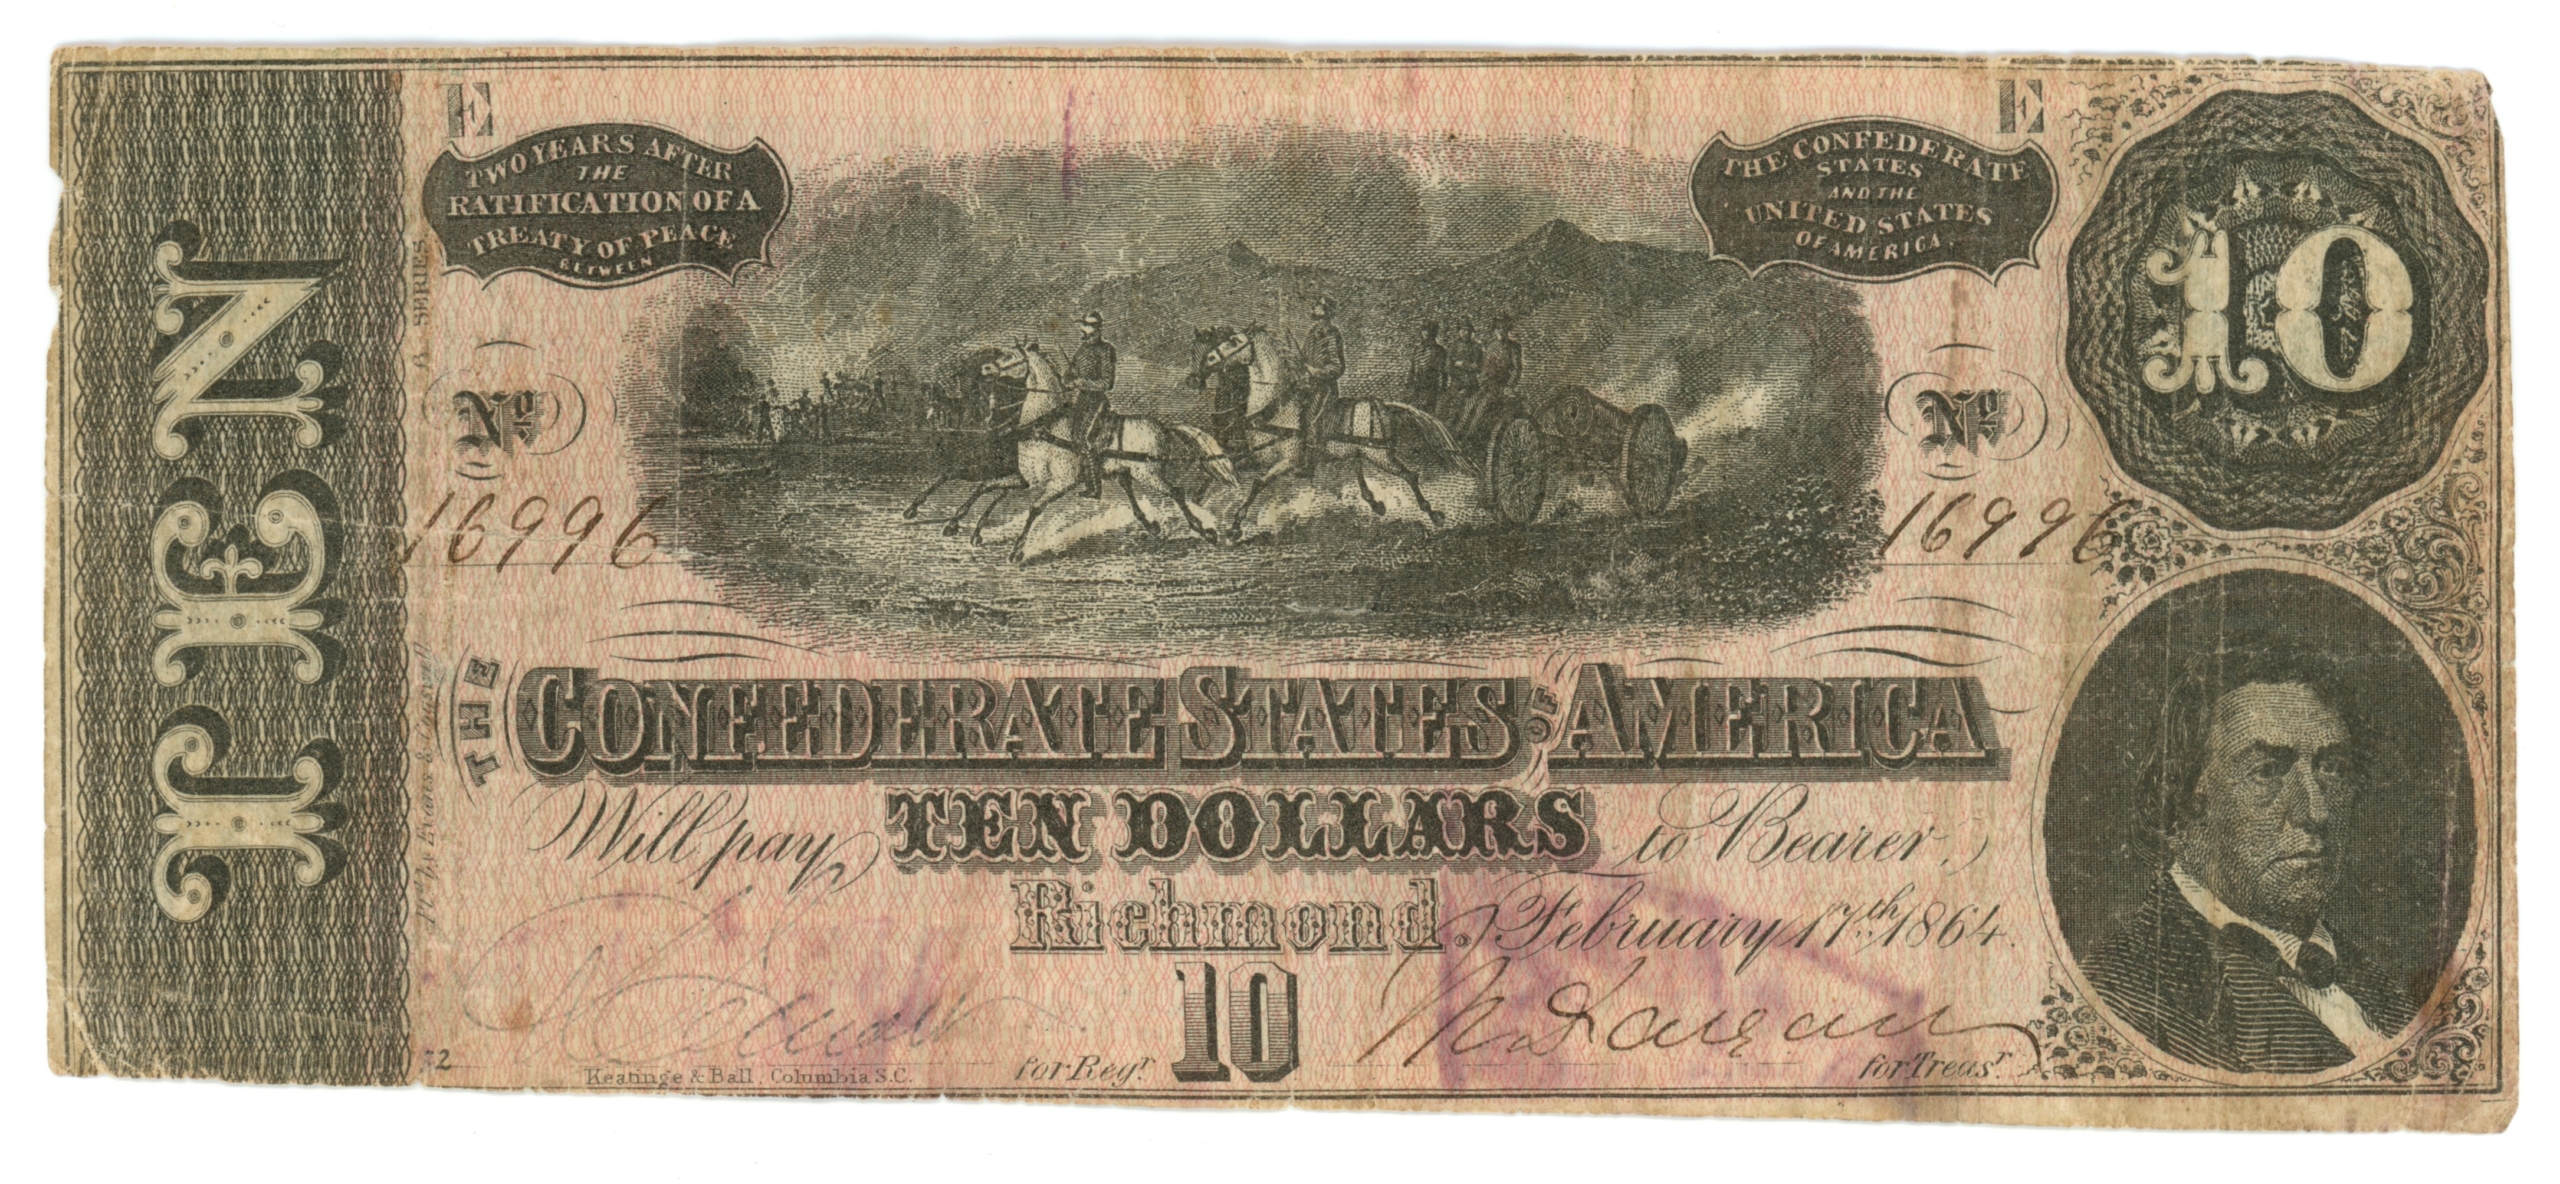 E
E
TWO YEARS AFTER
THE
RATIFICATION OF A
TREATY OF PEACE
BETWEEN
THE CONFEDERATE
STATES
AND THE
UNITED STATES
OF AMERICA.
10
TEN
SERIES
Nº
Nº
16996
16996
THE CONFEDERATE STATES OF AMERICA
Will pay TEN DOLLARS to Bearer.
Richmond. February 17th. 1864.
10
32
Keatinge & Ball, Columbia S.C.
for Regr.
for Treasr.